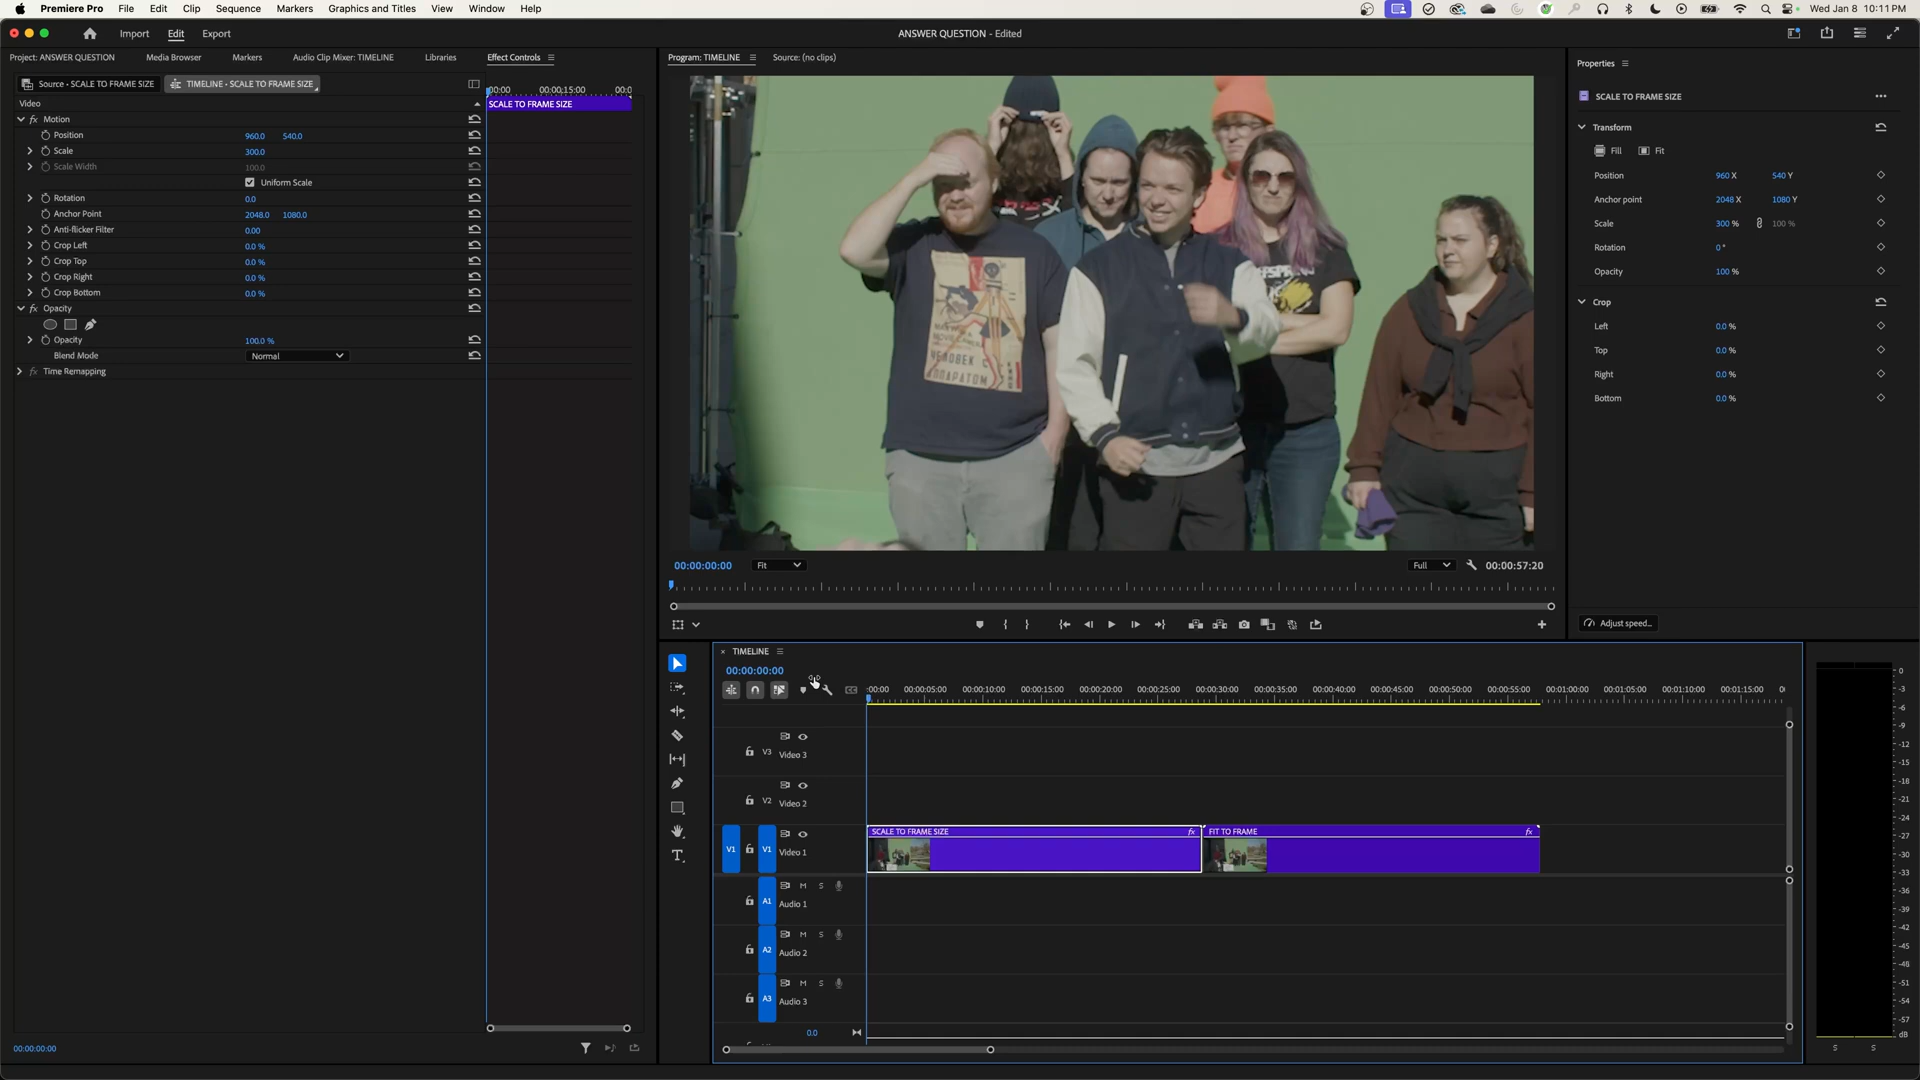 Premiere Pro File Edit Clip Sequence Markers Graphics and Titles View Window Help
Wed Jan 8 10:11 PM
Import Edit Export
ANSWER QUESTION - Edited
Project: ANSWER QUESTION Media Browser Markers Audio Clip Mixer: TIMELINE Libraries Effect Controls
Source • SCALE TO FRAME SIZE TIMELINE • SCALE TO FRAME SIZE
Video
fx Motion
Position 960.0 540.0
Scale 300.0
Scale Width 100.0
Uniform Scale
Rotation 0.0
Anchor Point 2048.0 1080.0
Anti-flicker Filter 0.00
Crop Left 0.0 %
Crop Top 0.0 %
Crop Right 0.0 %
Crop Bottom 0.0 %
fx Opacity
Opacity 100.0 %
Blend Mode Normal
fx Time Remapping
00:00 00:00:15:00 00:0
SCALE TO FRAME SIZE
00:00:00:00
Program: TIMELINE Source: (no clips)
ЧЕЛОВЕК С
АППАРАТОМ
00:00:00:00 Fit Full 00:00:57:20
Properties
SCALE TO FRAME SIZE
Transform
Fill Fit
Position 960 X 540 Y
Anchor point 2048 X 1080 Y
Scale 300 % 100 %
Rotation 0 °
Opacity 100 %
Crop
Left 0.0 %
Top 0.0 %
Right 0.0 %
Bottom 0.0 %
Adjust speed...
× TIMELINE
00:00:00:00
:00:00 00:00:05:00 00:00:10:00 00:00:15:00 00:00:20:00 00:00:25:00 00:00:30:00 00:00:35:00 00:00:40:00 00:00:45:00 00:00:50:00 00:00:55:00 00:01:00:00 00:01:05:00 00:01:10:00 00:01:15:00
V3 Video 3
V2 Video 2
V1 V1 Video 1
SCALE TO FRAME SIZE fx FIT TO FRAME fx
A1 M S Audio 1
A2 M S Audio 2
A3 M S Audio 3
0.0
0
-3
-6
-9
-12
-15
-18
-21
-24
-27
-30
-33
-36
-39
-42
-45
-48
-51
-54
-57
dB
S S